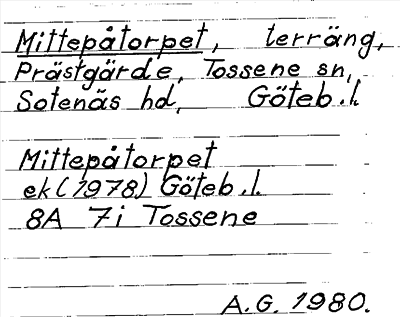 Mittepåtorpet, terräng,
Prästgärde, Tossene sn,
Sotenäs hd, Göteb.l.
Mittepåtorpet
ek (1978) Göteb.l.
8A 7i Tossene
A.G. 1980.